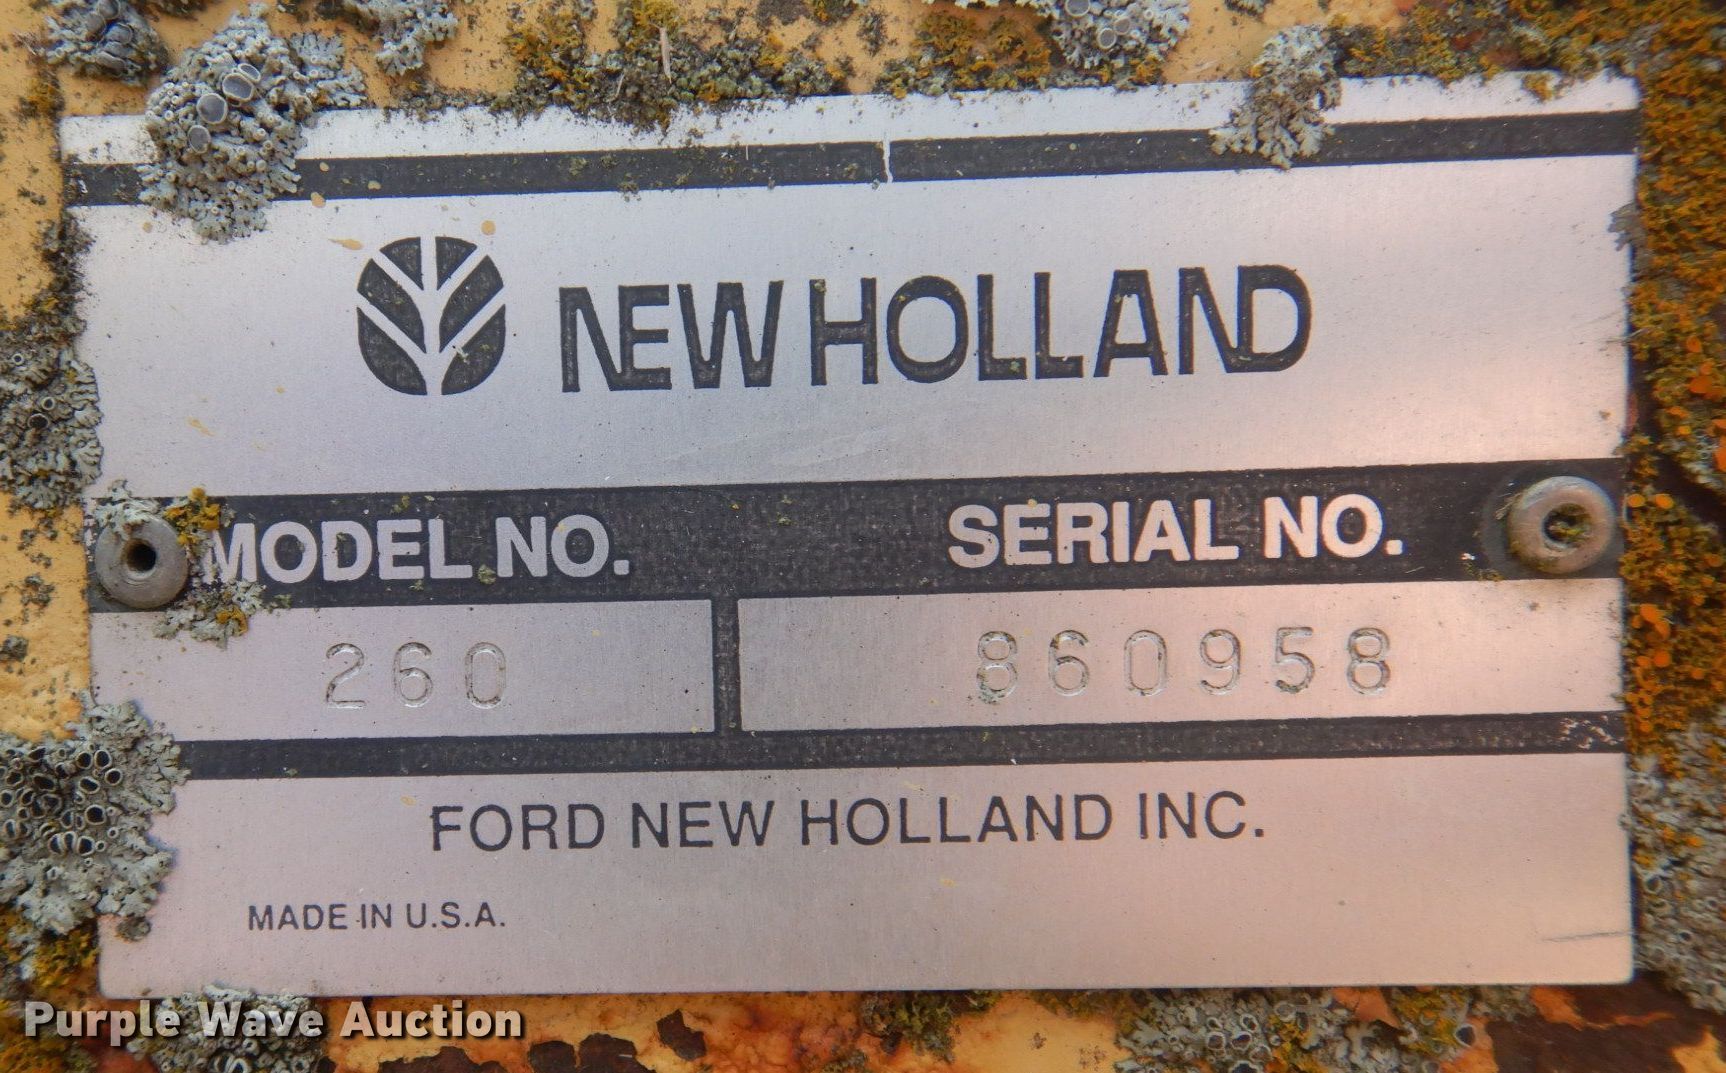 NEW HOLLAND
MODEL NO. SERIAL NO.
260 860958
FORD NEW HOLLAND INC.
MADE IN U.S.A.
Purple Wave Auction